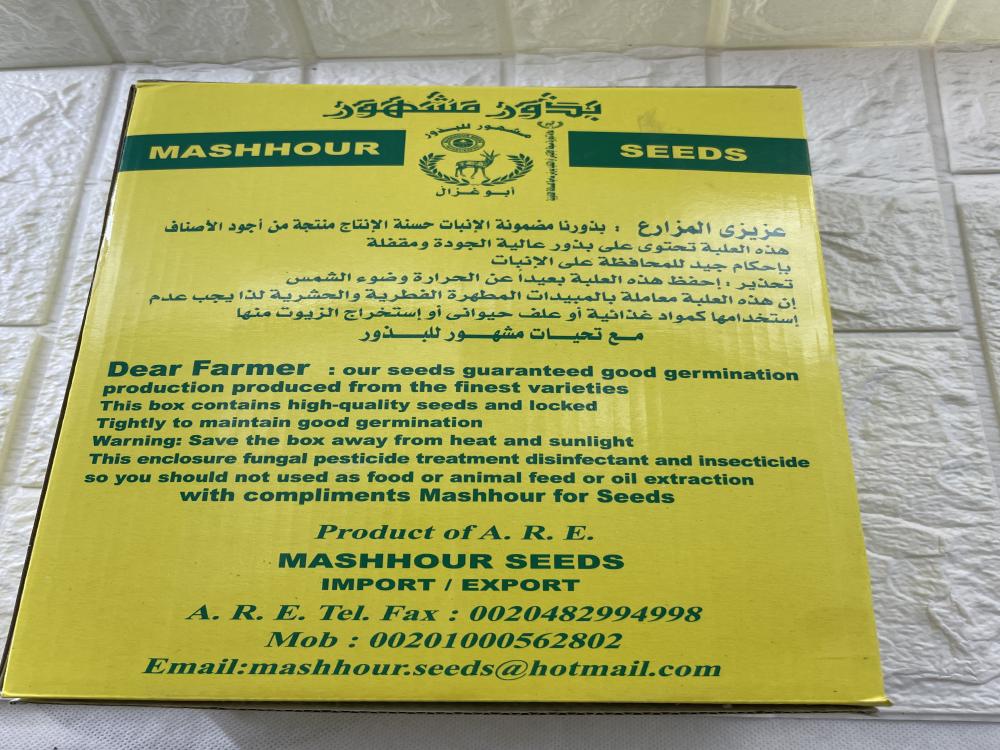 بذور مشهور
MASHHOUR
مشهور للبذور
أبو غزال
SEEDS
عزيزى المزارع : بذورنا مضمونة الإنبات حسنة الإنتاج منتجة من أجود الأصناف
هذه العلبة تحتوى على بذور عالية الجودة ومقفلة
بإحكام جيد للمحافظة على الإنبات
تحذير : إحفظ هذه العلبة بعيداً عن الحرارة وضوء الشمس
إن هذه العلبة معاملة بالمبيدات المطهرة الفطرية والحشرية لذا يجب عدم
إستخدامها كمواد غذائية أو علف حيوانى أو إستخراج الزيوت منها
مع تحيات مشهور للبذور
Dear Farmer : our seeds guaranteed good germination
production produced from the finest varieties
This box contains high-quality seeds and locked
Tightly to maintain good germination
Warning: Save the box away from heat and sunlight
This enclosure fungal pesticide treatment disinfectant and insecticide
so you should not used as food or animal feed or oil extraction
with compliments Mashhour for Seeds
Product of A. R. E.
MASHHOUR SEEDS
IMPORT / EXPORT
A. R. E. Tel. Fax : 0020482994998
Mob : 00201000562802
Email:mashhour.seeds@hotmail.com